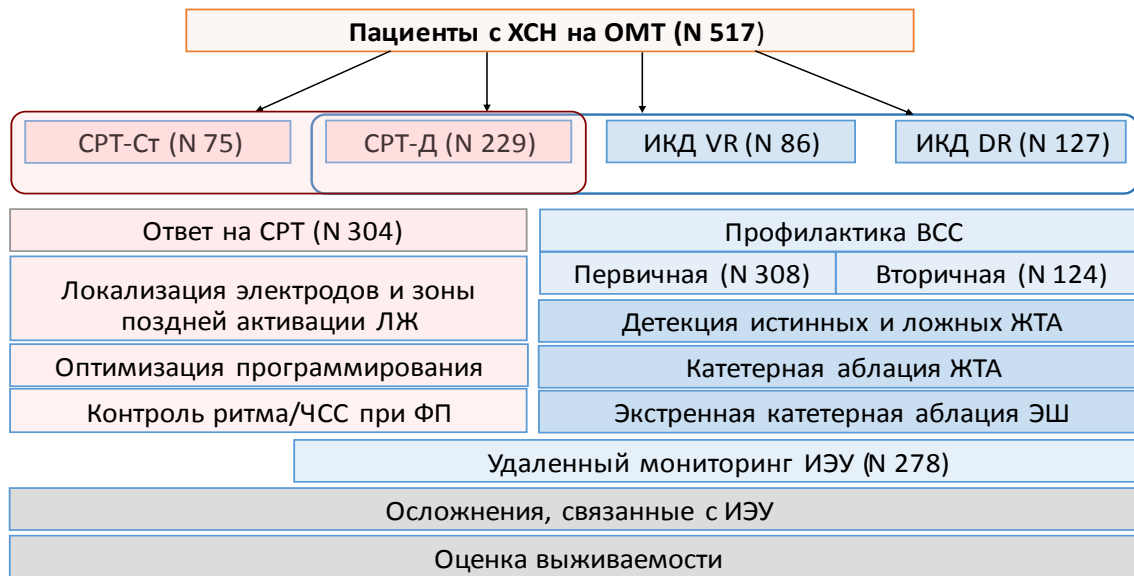 Пациенты с ХСН на ОМТ (N 517)
СРТ-Ст (N 75)
СРТ-Д (N 229)
ИКД VR (N 86)
ИКД DR (N 127)
Ответ на СРТ (N 304)
Локализация электродов и зоны
поздней активации ЛЖ
Оптимизация программирования
Контроль ритма/ЧСС при ФП
Профилактика ВСС
Первичная (N 308)
Вторичная (N 124)
Детекция истинных и ложных ЖТА
Катетерная аблация ЖТА
Экстренная катетерная аблация ЭШ
Удаленный мониторинг ИЭУ (N 278)
Осложнения, связанные с ИЭУ
Оценка выживаемости